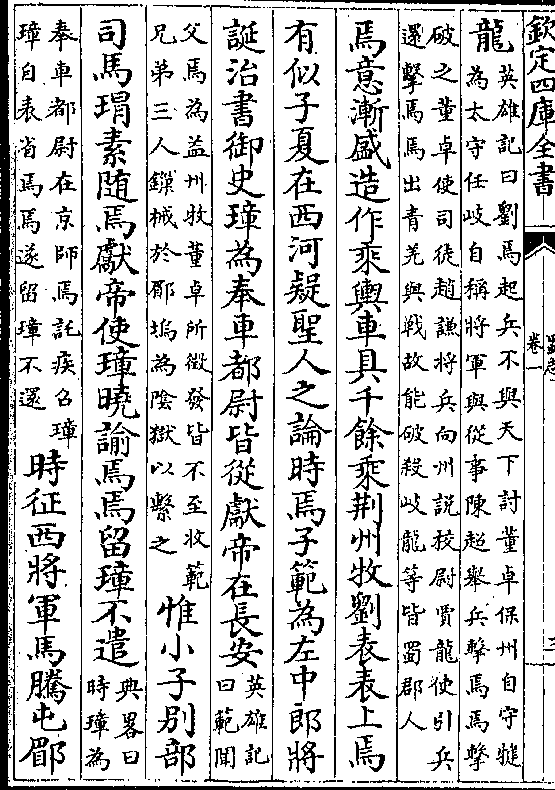 欽定四庫全書
蜀志
卷一
三
龍
英雄記曰劉焉起兵不與天下討董卓保州自守犍
為太守任岐自稱將軍與從事陳超舉兵擊焉焉擊
破之董卓使司徒趙謙將兵向州說校尉賈龍使引兵
還擊焉焉出青羌與戰故能破殺岐龍等皆蜀郡人
焉意漸盛造作乘輿車具千餘乘荆州牧劉表表上焉
有似子夏在西河疑聖人之論時焉子範為左中郎將
誕治書御史璋為奉車都尉皆從獻帝在長安
英雄記
曰範聞
父焉為益州牧董卓所徵發皆不至收範
兄弟三人鏁械於郿塢為陰獄以繫之
惟小子別部
司馬瑁素随焉獻帝使璋曉諭焉焉留璋不遣
典畧曰
時璋為
奉車都尉在京師焉託疾召璋
璋自表省焉焉遂留璋不還
時征西將軍馬騰屯郿